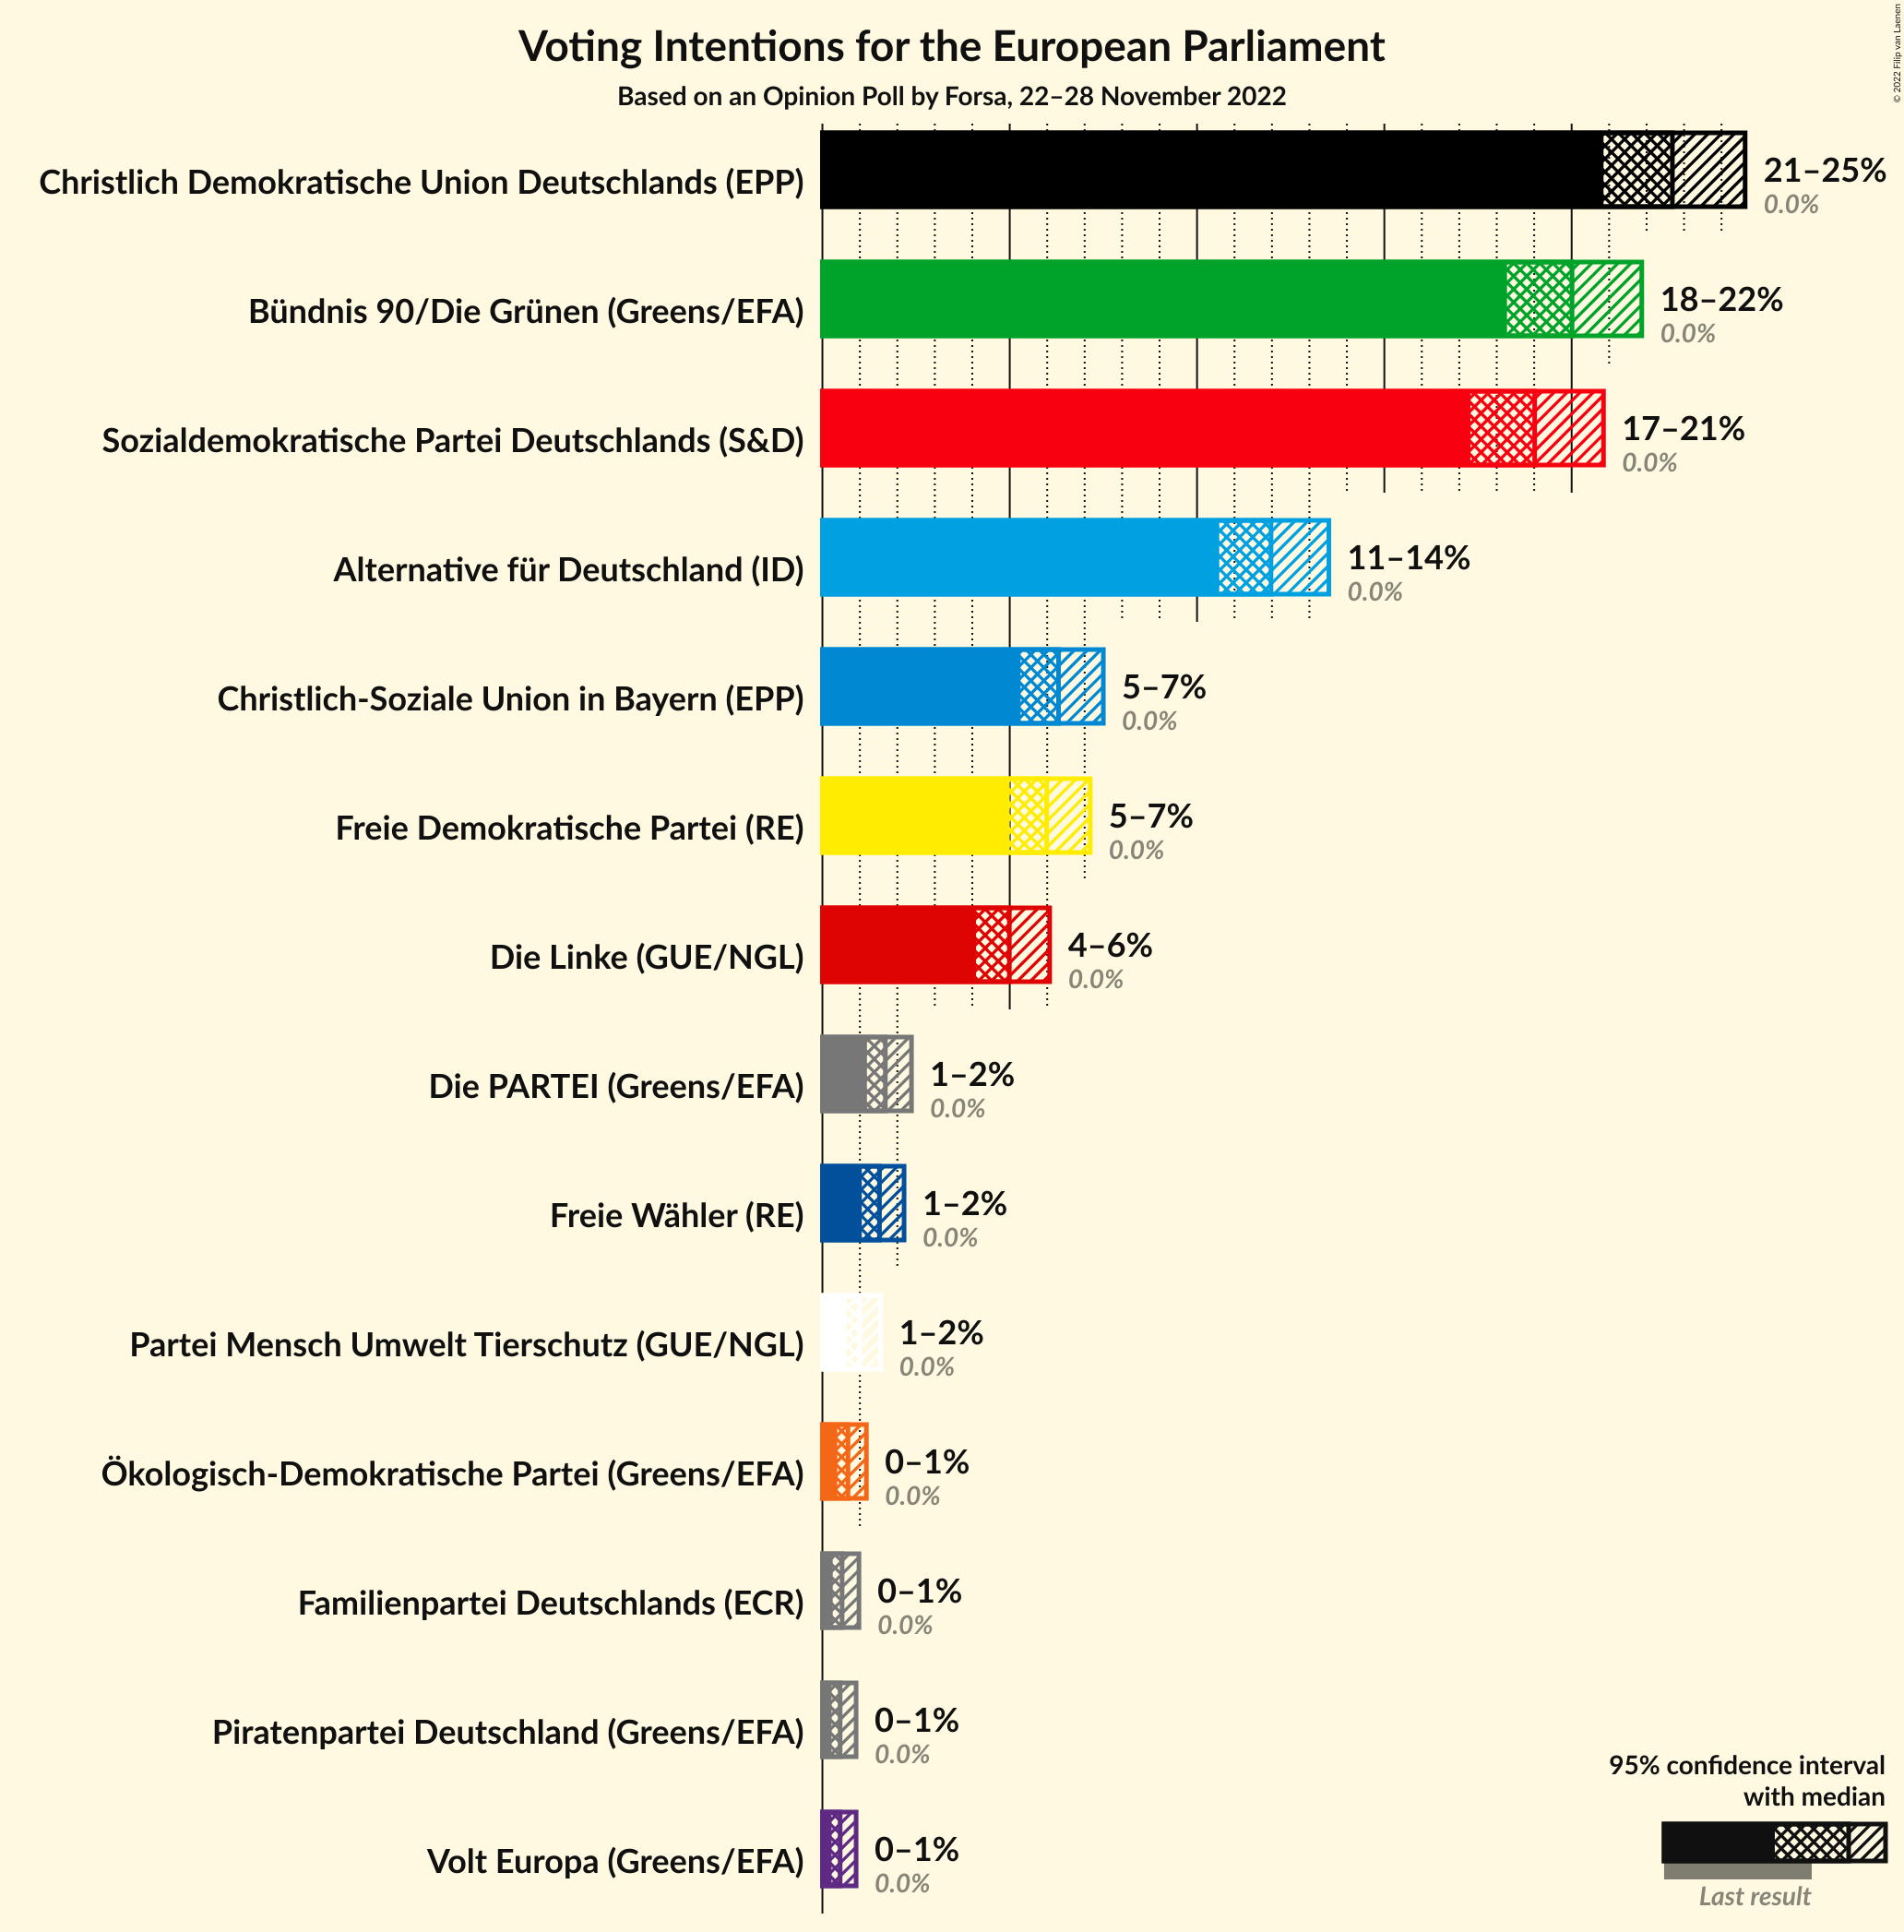 Voting Intentions for the European Parliament
Based on an Opinion Poll by Forsa, 22–28 November 2022
© 2022 Filip van Laenen
Christlich Demokratische Union Deutschlands (EPP)
21–25%
0.0%
Bündnis 90/Die Grünen (Greens/EFA)
18–22%
0.0%
Sozialdemokratische Partei Deutschlands (S&D)
17–21%
0.0%
Alternative für Deutschland (ID)
11–14%
0.0%
Christlich-Soziale Union in Bayern (EPP)
5–7%
0.0%
Freie Demokratische Partei (RE)
5–7%
0.0%
Die Linke (GUE/NGL)
4–6%
0.0%
Die PARTEI (Greens/EFA)
1–2%
0.0%
Freie Wähler (RE)
1–2%
0.0%
Partei Mensch Umwelt Tierschutz (GUE/NGL)
1–2%
0.0%
Ökologisch-Demokratische Partei (Greens/EFA)
0–1%
0.0%
Familienpartei Deutschlands (ECR)
0–1%
0.0%
Piratenpartei Deutschland (Greens/EFA)
0–1%
0.0%
Volt Europa (Greens/EFA)
0–1%
0.0%
95% confidence interval
with median
Last result